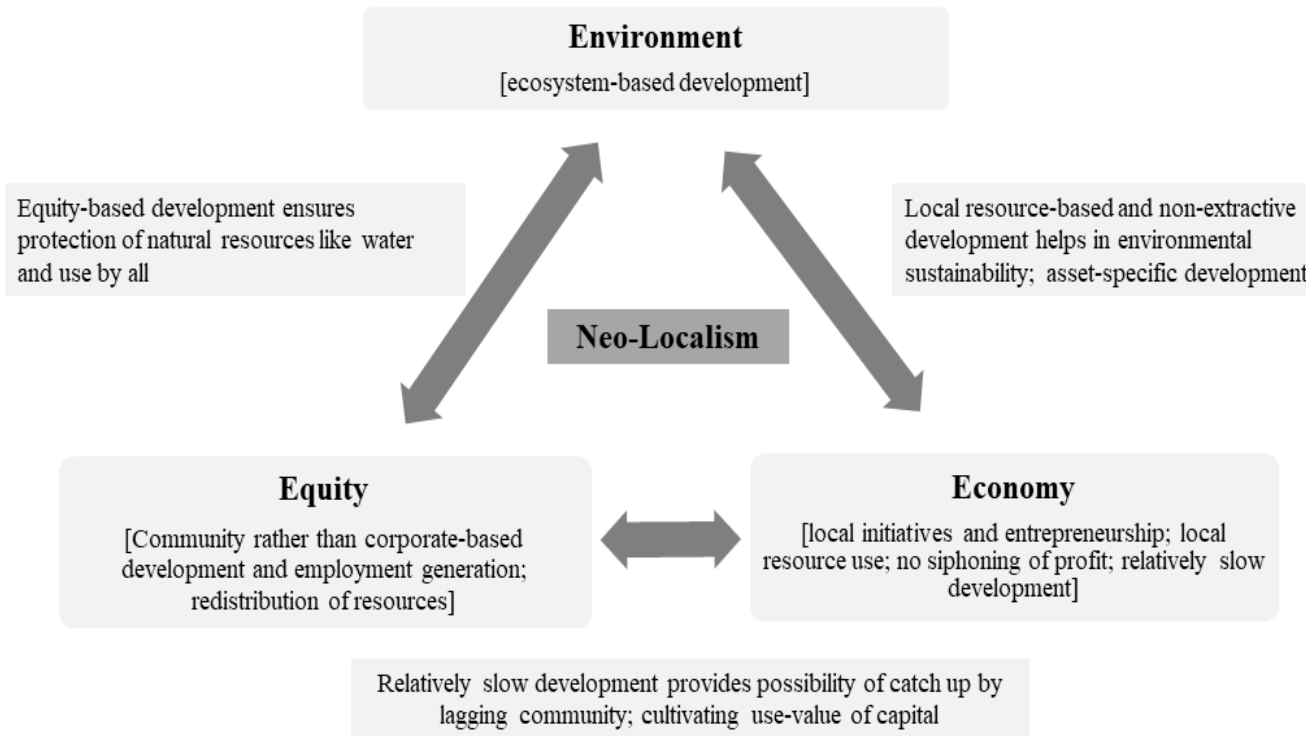 Environment
[ecosystem-based development]
Equity-based development ensures
protection of natural resources like water
and use by all
Local resource-based and non-extractive
development helps in environmental
sustainability; asset-specific development
Neo-Localism
Equity
[Community rather than corporate-based
development and employment generation;
redistribution of resources]
Economy
[local initiatives and entrepreneurship; local
resource use; no siphoning of profit; relatively slow
development]
Relatively slow development provides possibility of catch up by
lagging community; cultivating use-value of capital